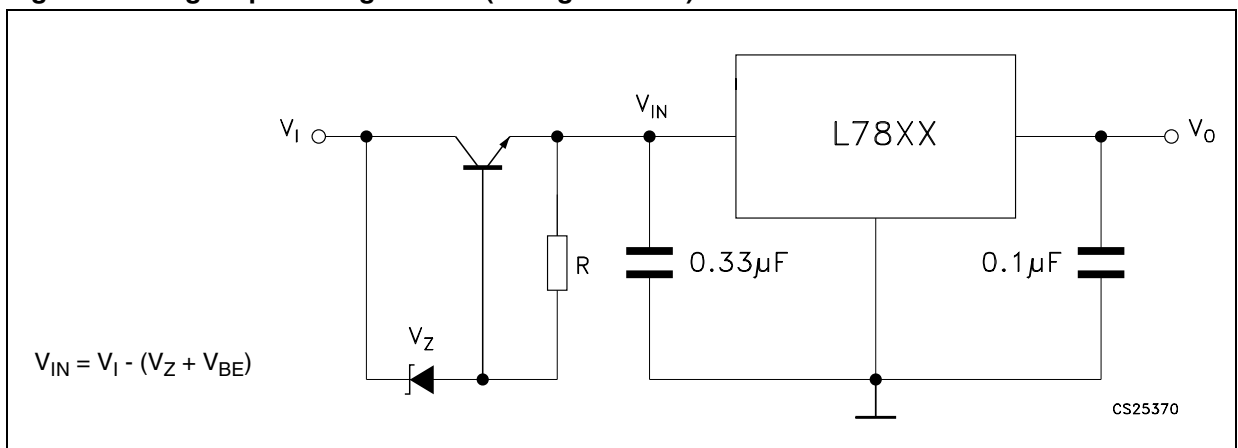 V_I
V_IN
L78XX
V_O
R
0.33µF
0.1µF
V_Z
V_IN = V_I - (V_Z + V_BE)
CS25370